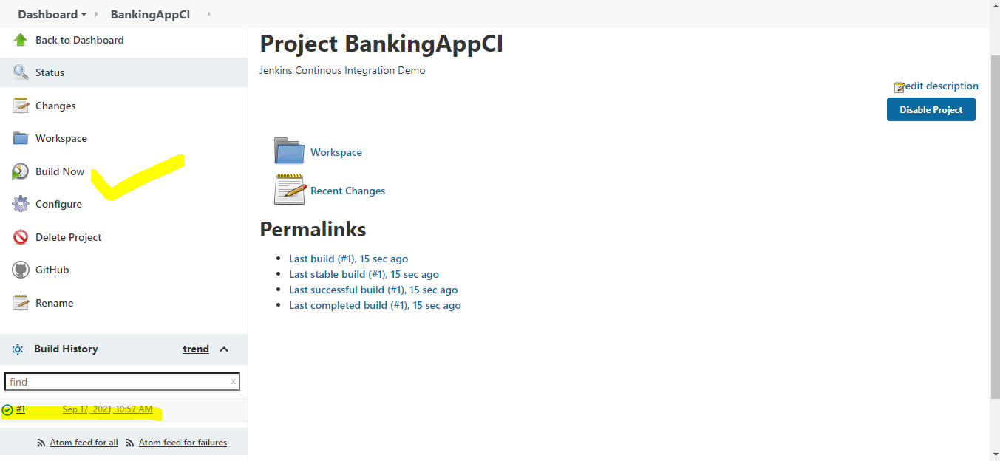 Dashboard BankingAppCI
Back to Dashboard
Status
Changes
Workspace
Build Now
Configure
Delete Project
GitHub
Rename
Build History trend
find x
#1 Sep 17, 2021, 10:57 AM
Atom feed for all Atom feed for failures
Project BankingAppCI
Jenkins Continous Integration Demo
edit description
Disable Project
Workspace
Recent Changes
Permalinks
Last build (#1), 15 sec ago
Last stable build (#1), 15 sec ago
Last successful build (#1), 15 sec ago
Last completed build (#1), 15 sec ago